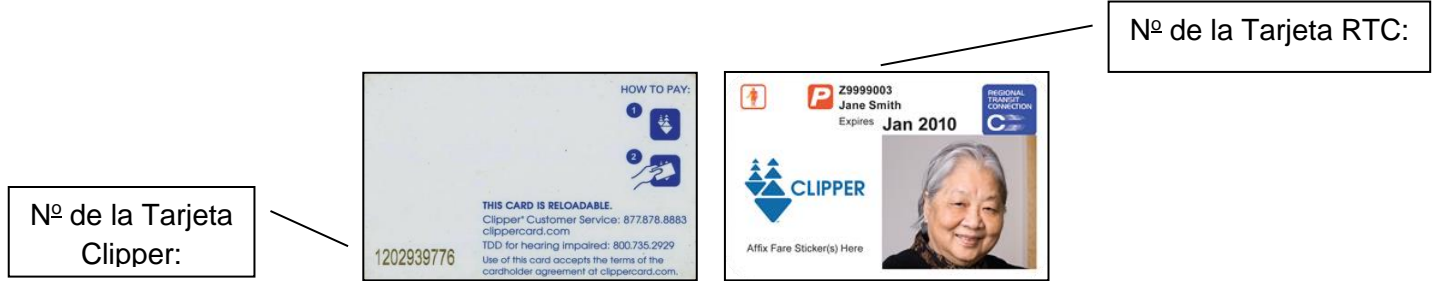 Nº de la Tarjeta RTC:
HOW TO PAY:
1
2
THIS CARD IS RELOADABLE.
Clipper® Customer Service: 877.878.8883
clippercard.com
TDD for hearing impaired: 800.735.2929
Use of this card accepts the terms of the
cardholder agreement at clippercard.com.
1202939776
P
Z9999003
Jane Smith
Expires Jan 2010
REGIONAL
TRANSIT
CONNECTION
C
CLIPPER
Affix Fare Sticker(s) Here
Nº de la Tarjeta
Clipper: